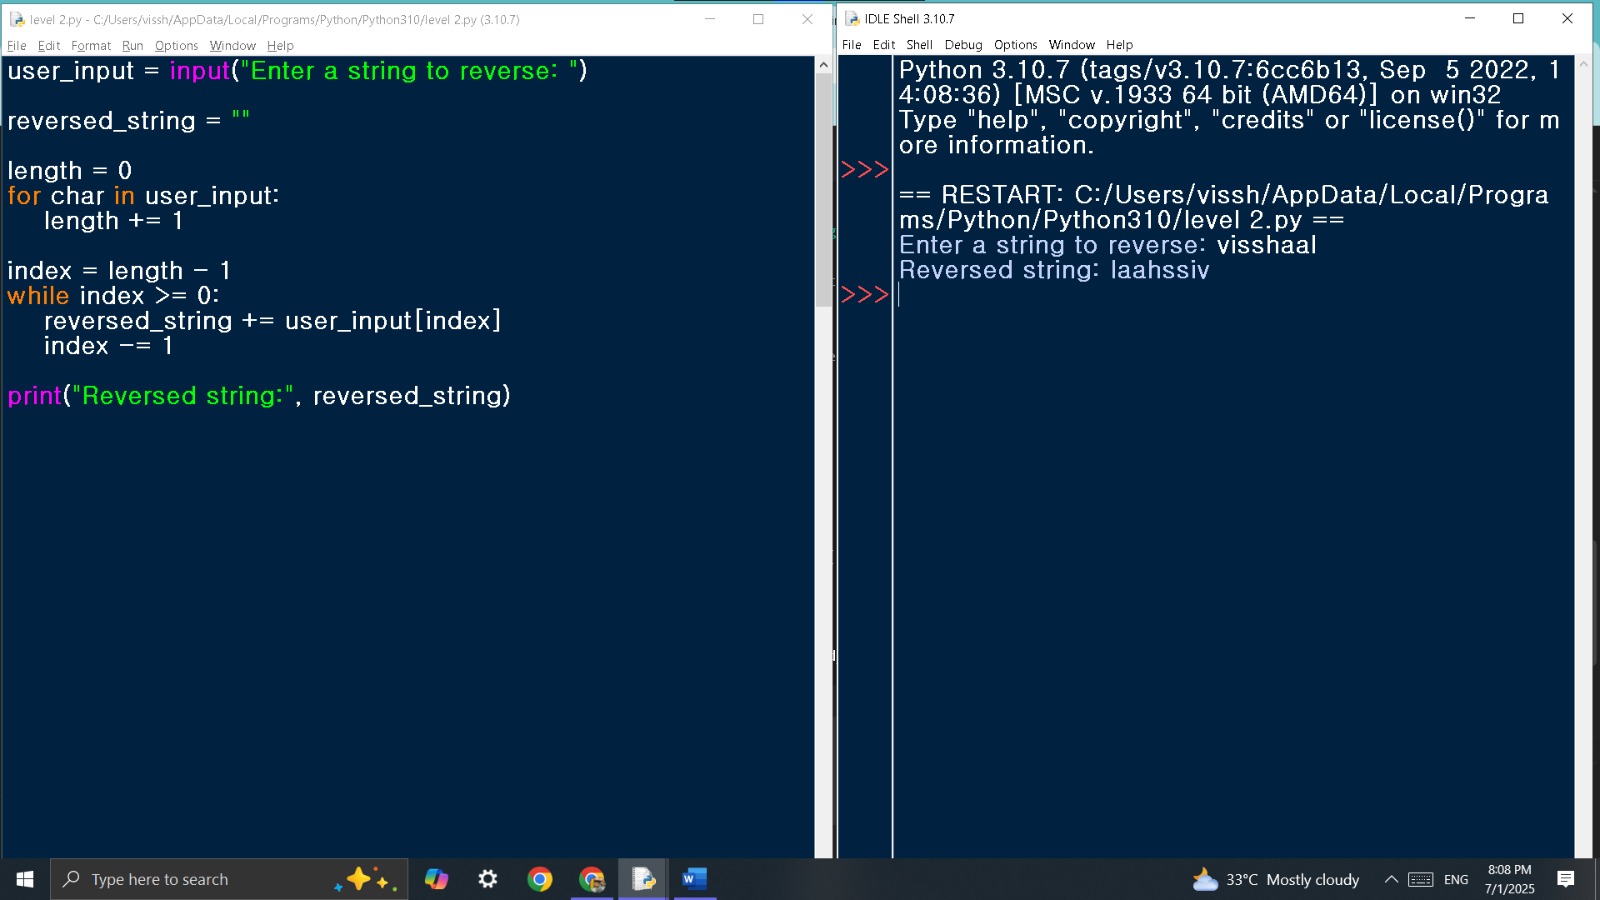 level 2.py - C:/Users/vissh/AppData/Local/Programs/Python/Python310/level 2.py (3.10.7)
File Edit Format Run Options Window Help
user_input = input("Enter a string to reverse: ")
reversed_string = ""
length = 0
for char in user_input:
    length += 1
index = length - 1
while index >= 0:
    reversed_string += user_input[index]
    index -= 1
print("Reversed string:", reversed_string)
IDLE Shell 3.10.7
File Edit Shell Debug Options Window Help
Python 3.10.7 (tags/v3.10.7:6cc6b13, Sep  5 2022, 1
4:08:36) [MSC v.1933 64 bit (AMD64)] on win32
Type "help", "copyright", "credits" or "license()" for m
ore information.
>>>
== RESTART: C:/Users/vissh/AppData/Local/Progra
ms/Python/Python310/level 2.py ==
Enter a string to reverse: visshaal
Reversed string: laahssiv
>>>
Type here to search
33°C Mostly cloudy
ENG
8:08 PM
7/1/2025